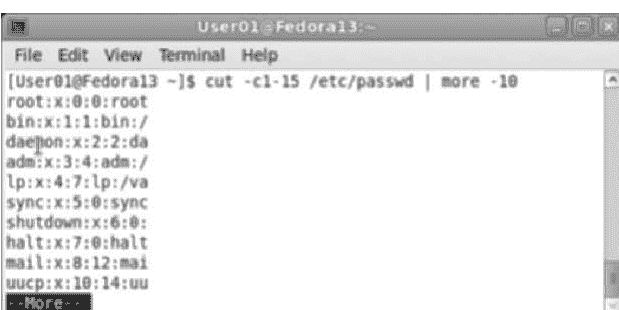 User01@Fedora13:~
File Edit View Terminal Help
[User01@Fedora13 ~]$ cut -c1-15 /etc/passwd | more -10
root:x:0:0:root
bin:x:1:1:bin:/
daemon:x:2:2:da
adm:x:3:4:adm:/
lp:x:4:7:lp:/va
sync:x:5:0:sync
shutdown:x:6:0:
halt:x:7:0:halt
mail:x:8:12:mai
uucp:x:10:14:uu
--More--